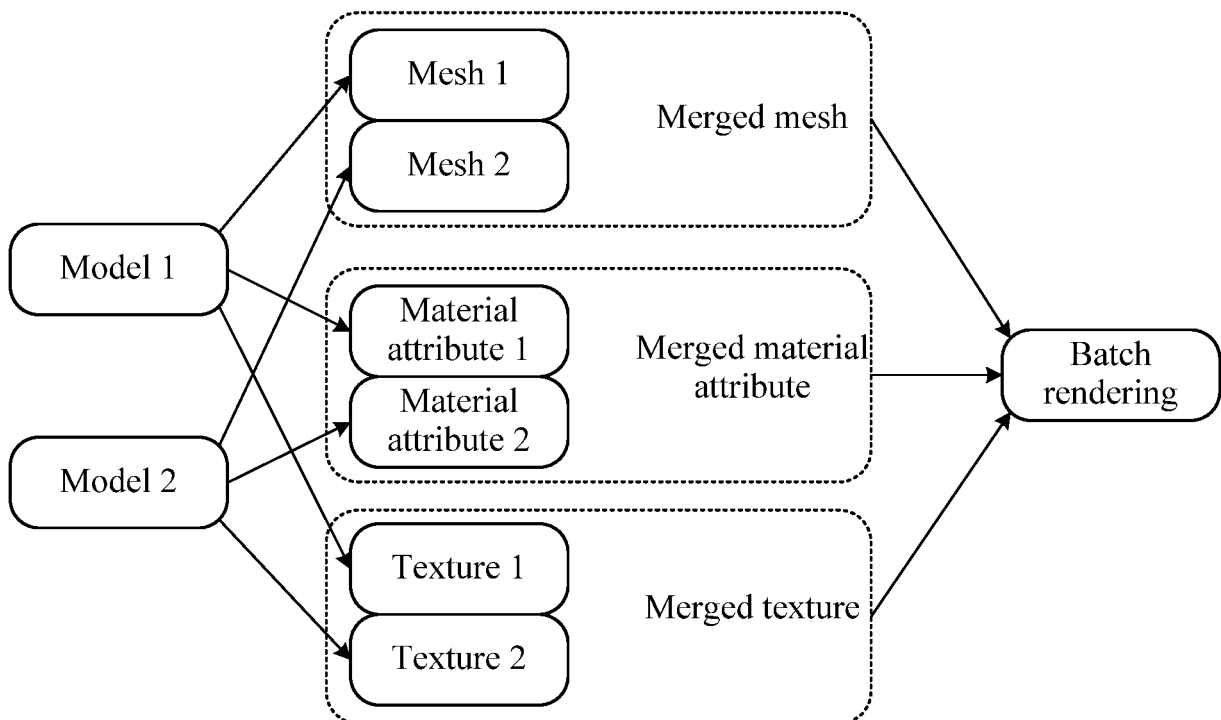 Model 1
Model 2
Mesh 1
Mesh 2
Merged mesh
Material
attribute 1
Material
attribute 2
Merged material
attribute
Texture 1
Texture 2
Merged texture
Batch
rendering